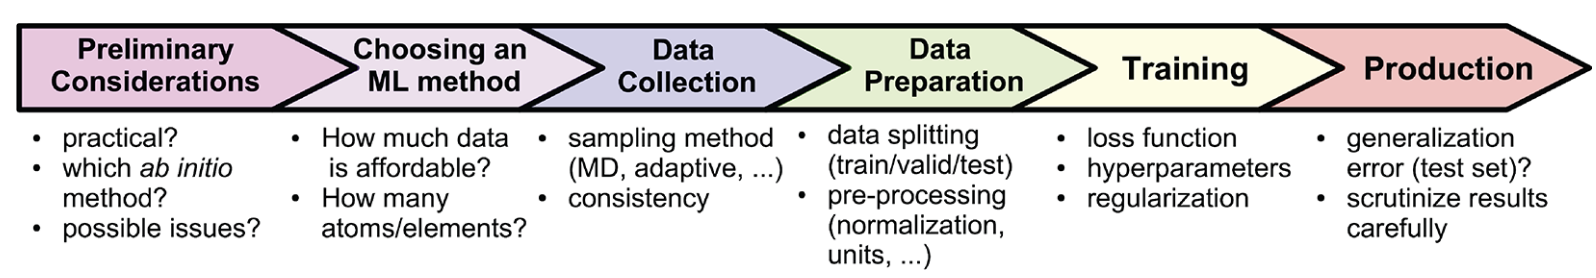 Preliminary
Considerations
Choosing an
ML method
Data
Collection
Data
Preparation
Training
Production
• practical?
• which ab initio
method?
• possible issues?
• How much data
is affordable?
• How many
atoms/elements?
• sampling method
(MD, adaptive, ...)
• consistency
• data splitting
(train/valid/test)
• pre-processing
(normalization,
units, ...)
• loss function
• hyperparameters
• regularization
• generalization
error (test set)?
• scrutinize results
carefully